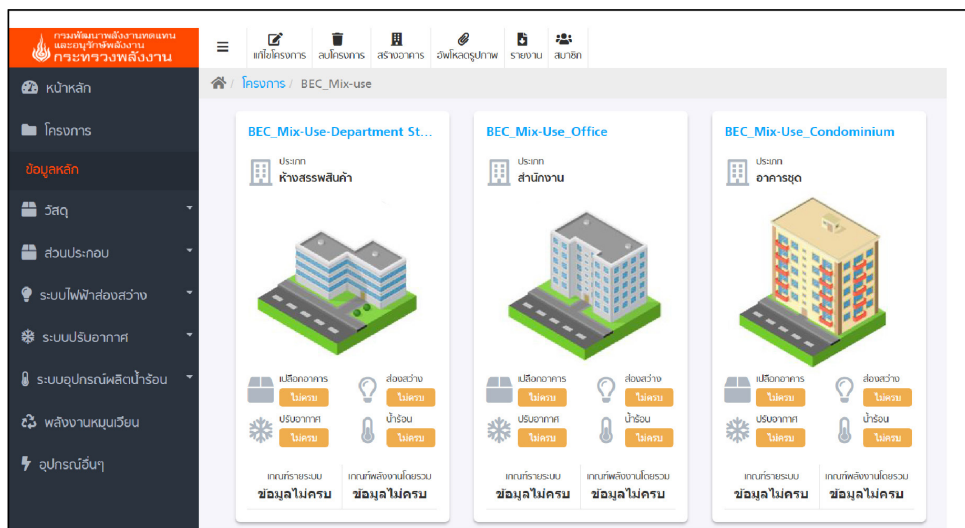 กรมพัฒนาพลังงานทดแทน
และอนุรักษ์พลังงาน
กระทรวงพลังงาน
แก้ไขโครงการ ลบโครงการ สร้างอาคาร อัพโหลดรูปภาพ รายงาน สมาชิก
/ โครงการ / BEC_Mix-use
หน้าหลัก
โครงการ
ข้อมูลหลัก
วัสดุ
ส่วนประกอบ
ระบบไฟฟ้าส่องสว่าง
ระบบปรับอากาศ
ระบบอุปกรณ์ผลิตน้ำร้อน
พลังงานหมุนเวียน
อุปกรณ์อื่นๆ
BEC_Mix-Use-Department St...
ประเภท
ห้างสรรพสินค้า
เปลือกอาคาร ส่องสว่าง
ไม่ครบ ไม่ครบ
ปรับอากาศ น้ำร้อน
ไม่ครบ ไม่ครบ
เกณฑ์รายระบบ เกณฑ์พลังงานโดยรวม
ข้อมูลไม่ครบ ข้อมูลไม่ครบ
BEC_Mix-Use_Office
ประเภท
สำนักงาน
เปลือกอาคาร ส่องสว่าง
ไม่ครบ ไม่ครบ
ปรับอากาศ น้ำร้อน
ไม่ครบ ไม่ครบ
เกณฑ์รายระบบ เกณฑ์พลังงานโดยรวม
ข้อมูลไม่ครบ ข้อมูลไม่ครบ
BEC_Mix-Use_Condominium
ประเภท
อาคารชุด
เปลือกอาคาร ส่องสว่าง
ไม่ครบ ไม่ครบ
ปรับอากาศ น้ำร้อน
ไม่ครบ ไม่ครบ
เกณฑ์รายระบบ เกณฑ์พลังงานโดยรวม
ข้อมูลไม่ครบ ข้อมูลไม่ครบ